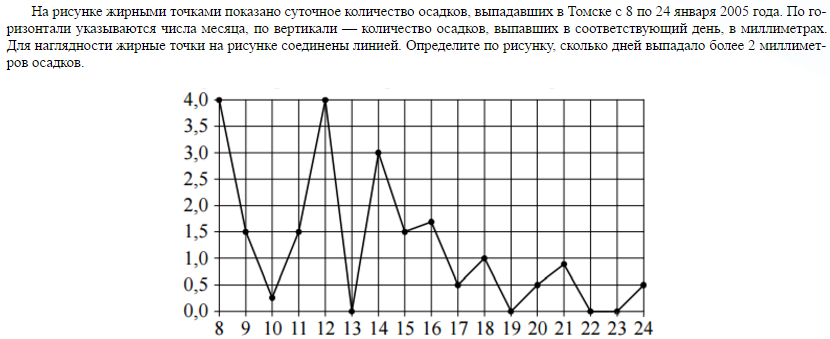 На рисунке жирными точками показано суточное количество осадков, выпадавших в Томске с 8 по 24 января 2005 года. По го-
ризонтали указываются числа месяца, по вертикали — количество осадков, выпавших в соответствующий день, в миллиметрах.
Для наглядности жирные точки на рисунке соединены линией. Определите по рисунку, сколько дней выпадало более 2 миллимет-
ров осадков.
4,0
3,5
3,0
2,5
2,0
1,5
1,0
0,5
0,0
8 9 10 11 12 13 14 15 16 17 18 19 20 21 22 23 24